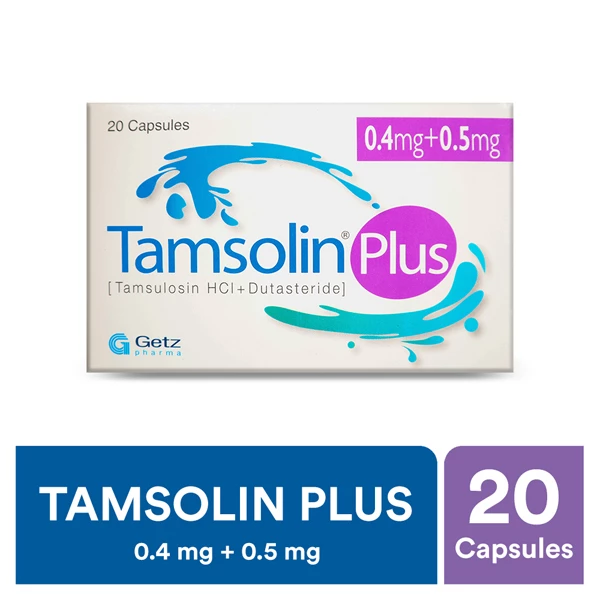 20 Capsules
0.4mg+0.5mg
Tamsolin® Plus
[Tamsulosin HCl+Dutasteride]
G Getz
pharma
TAMSOLIN PLUS
0.4 mg + 0.5 mg
20
Capsules